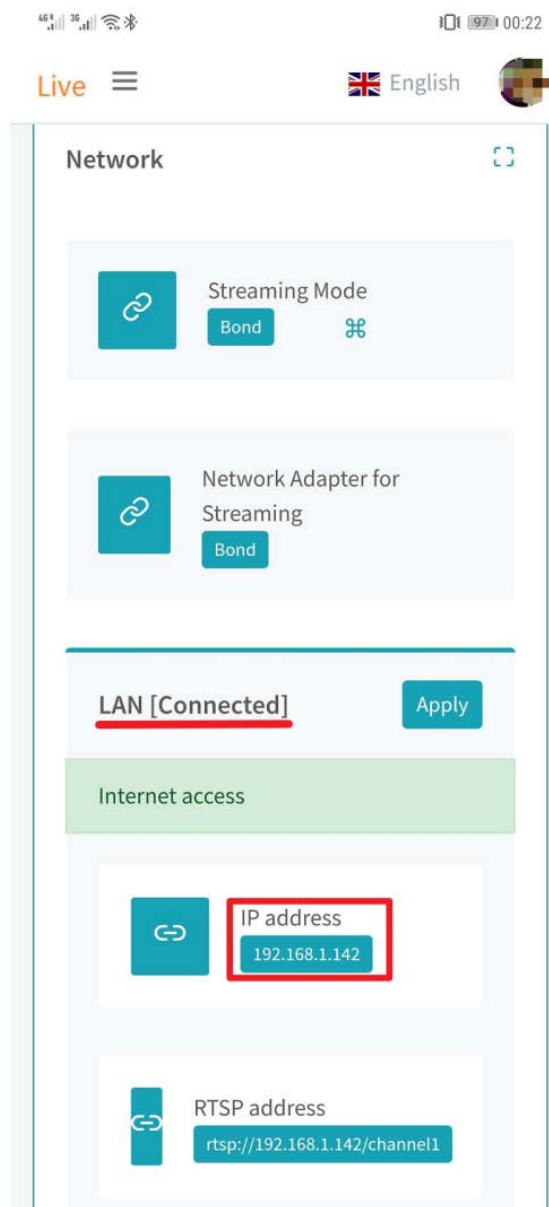 4G 3G 97 00:22
Live English
Network
Streaming Mode
Bond
Network Adapter for
Streaming
Bond
LAN [Connected] Apply
Internet access
IP address
192.168.1.142
RTSP address
rtsp://192.168.1.142/channel1